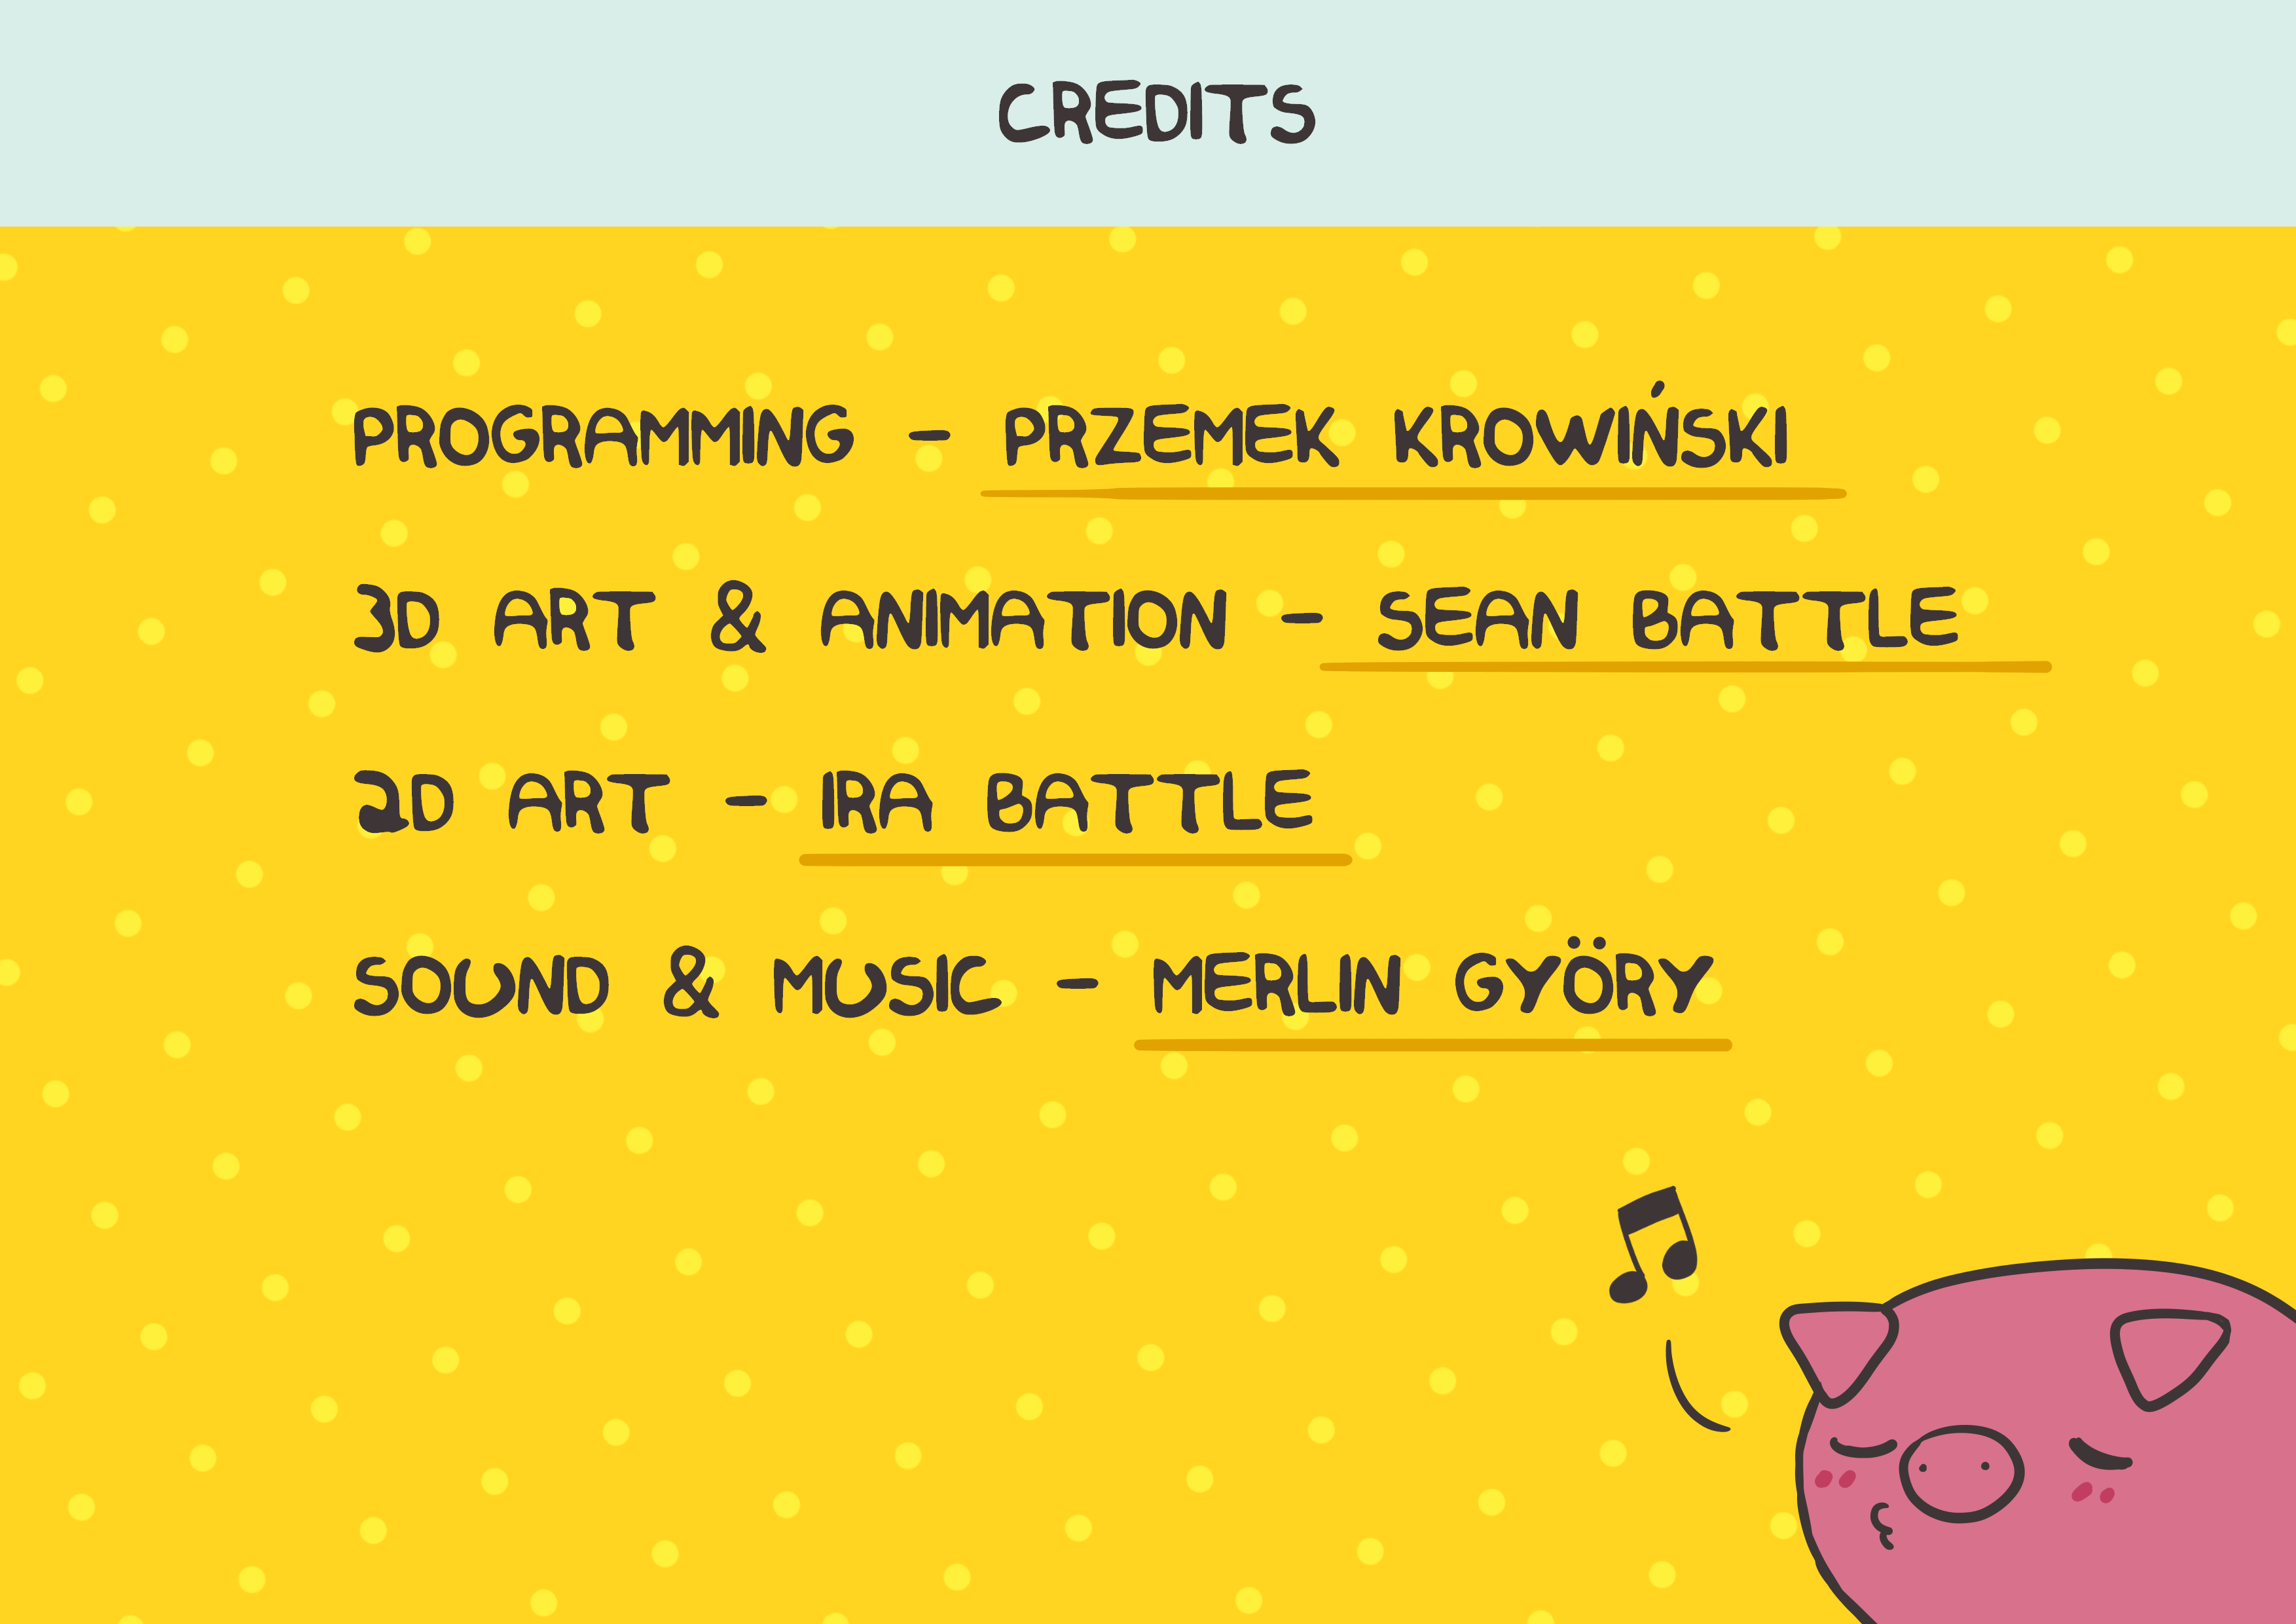 CREDITS
PROGRAMMING - PRZEMEK KROWIŃSKI
3D ART & ANIMATION - SEAN BATTLE
2D ART - IRA BATTLE
SOUND & MUSIC - MERLIN GYÖRY